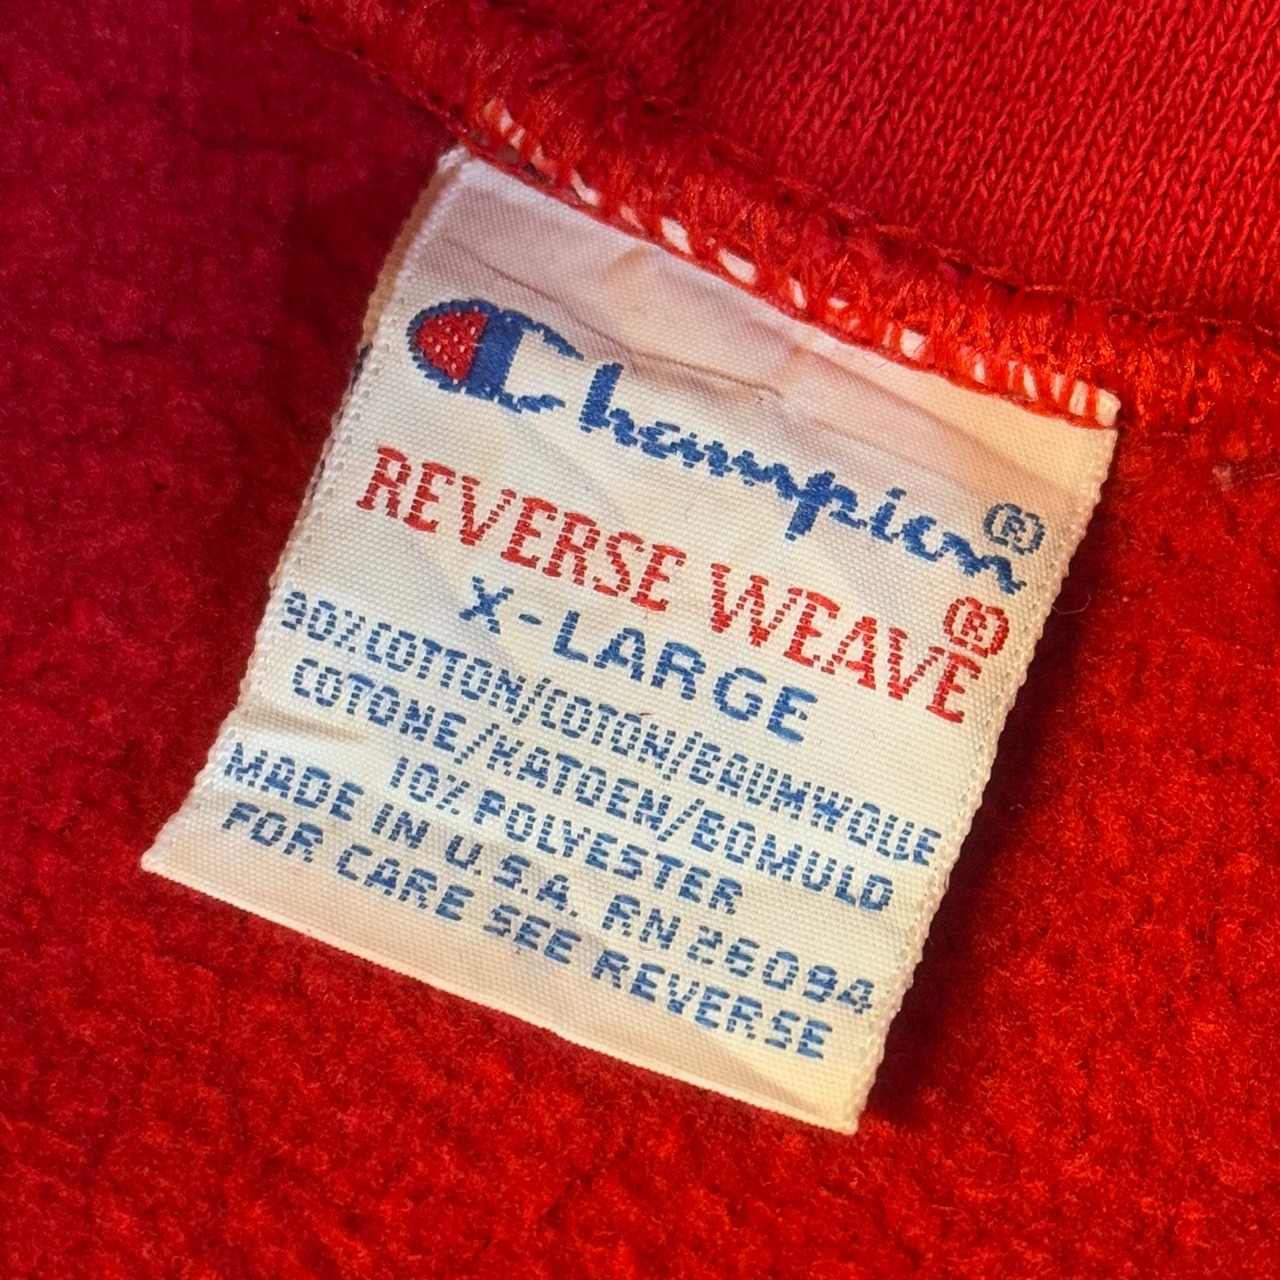 Champion®
REVERSE WEAVE®
X-LARGE
90% COTTON/COTON/BAUMWOLLE
COTONE/KATOEN/BOMULD
10% POLYESTER
MADE IN U.S.A. RN 26094
FOR CARE SEE REVERSE